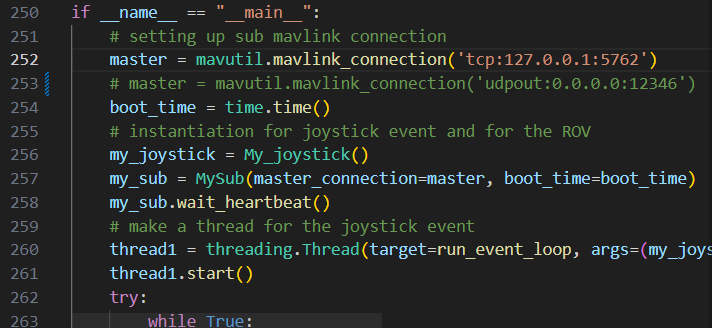 250 if __name__ == "__main__":
251 # setting up sub mavlink connection
252 master = mavutil.mavlink_connection('tcp:127.0.0.1:5762')
253 # master = mavutil.mavlink_connection('udpout:0.0.0.0:12346')
254 boot_time = time.time()
255 # instantiation for joystick event and for the ROV
256 my_joystick = My_joystick()
257 my_sub = MySub(master_connection=master, boot_time=boot_time)
258 my_sub.wait_heartbeat()
259 # make a thread for the joystick event
260 thread1 = threading.Thread(target=run_event_loop, args=(my_joys
261 thread1.start()
262 try:
263 while True: